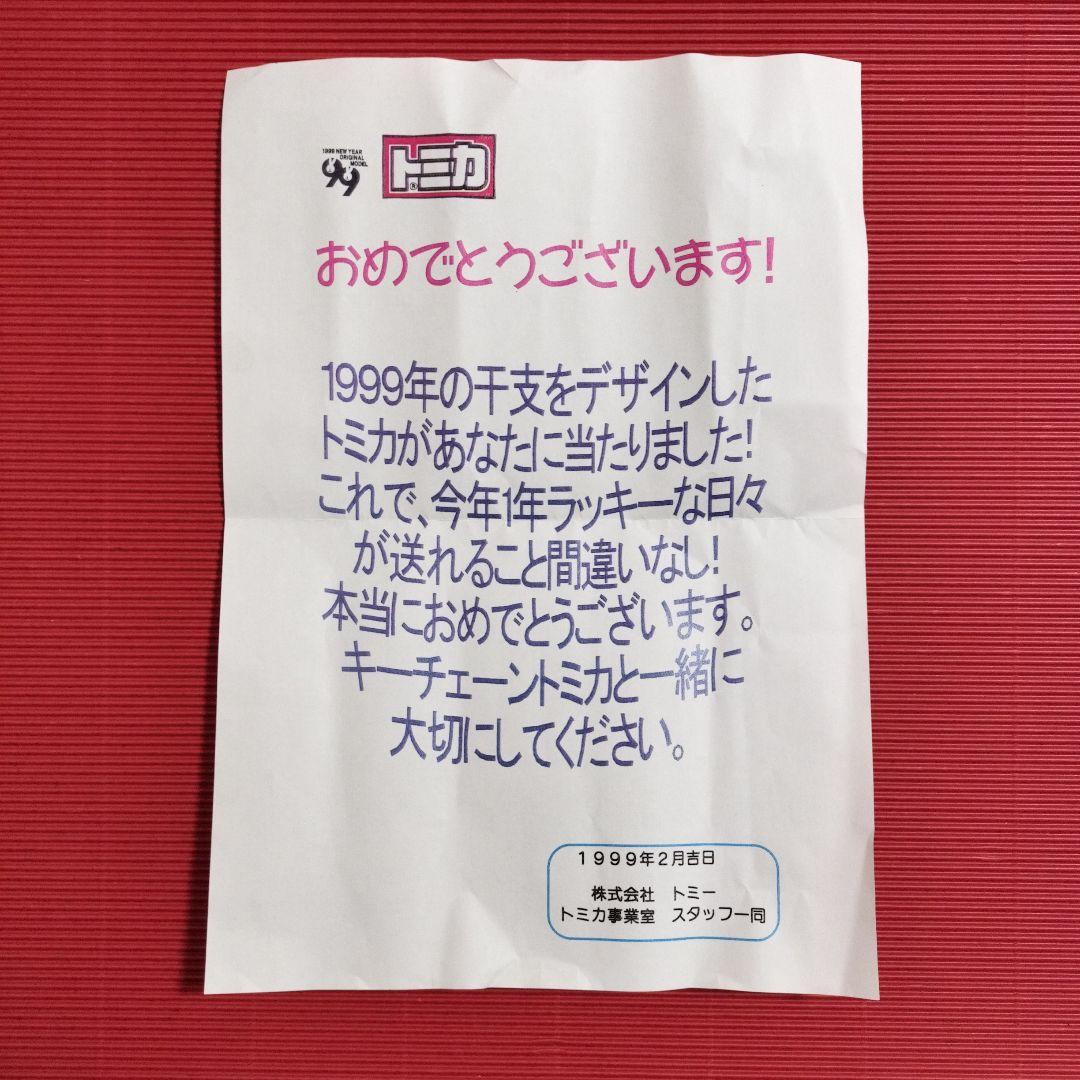 1999 NEW YEAR
ORIGINAL
MODEL
99
トミカ®
おめでとうございます!
1999年の干支をデザインした
トミカがあなたに当たりました!
これで、今年1年ラッキーな日々
が送れること間違いなし!
本当におめでとうございます。
キーチェーントミカと一緒に
大切にしてください。
1999年2月吉日
株式会社 トミー
トミカ事業室 スタッフ一同